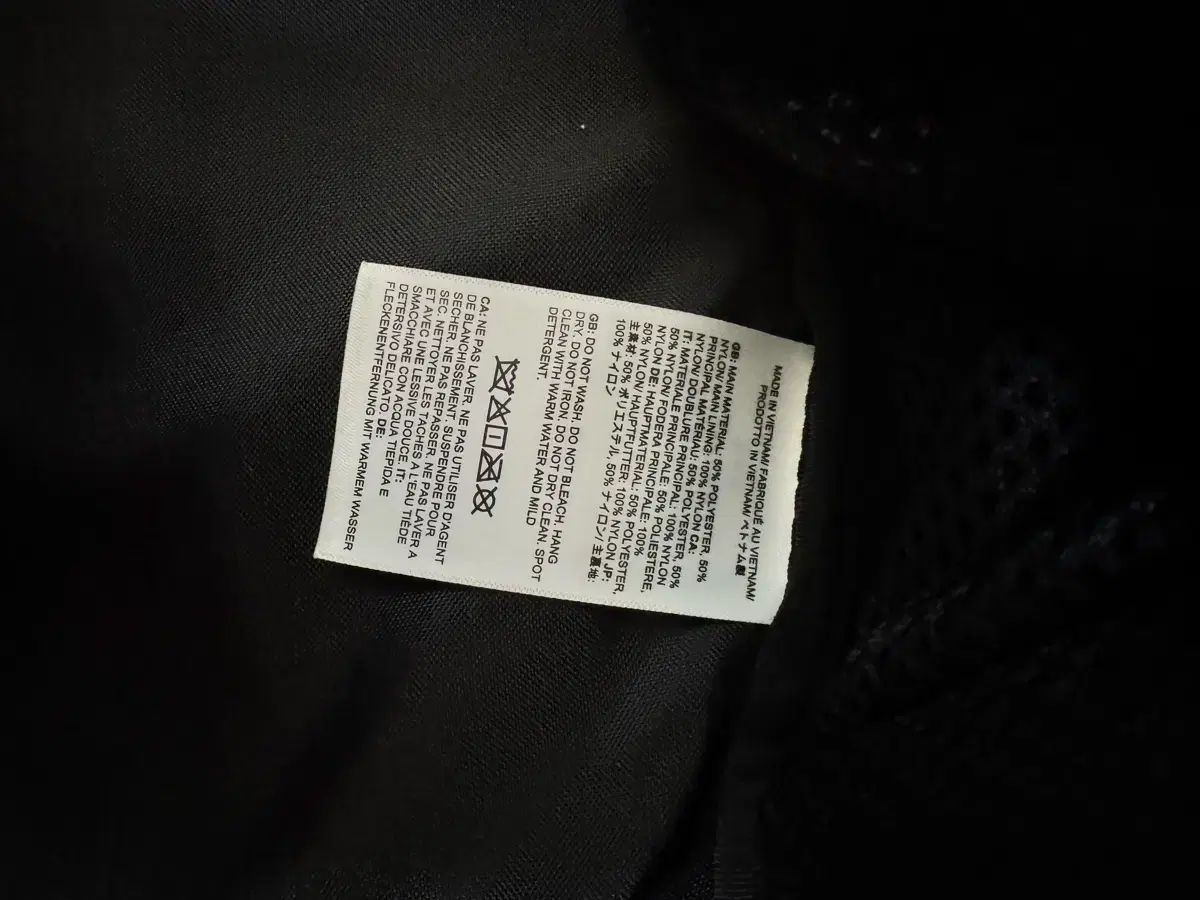 MADE IN VIETNAM/ FABRIQUÉ AU VIETNAM/
PRODOTTO IN VIETNAM/ ベトナム製
GB: MAIN MATERIAL: 50% POLYESTER, 50%
NYLON/ MAIN LINING: 100% NYLON CA:
PRINCIPAL MATÉRIAU: 50% POLYESTER, 50%
NYLON/ DOUBLURE PRINCIPAL: 100% NYLON
IT: MATERIALE PRINCIPALE: 50% POLIESTERE,
50% NYLON/ FODERA PRINCIPALE: 100%
NYLON DE: HAUPTMATERIAL: 50% POLYESTER,
50% NYLON/ HAUPTFUTTER: 100% NYLON JP:
主素材: 50% ポリエステル, 50% ナイロン/ 主裏地:
100% ナイロン
GB: DO NOT WASH. DO NOT BLEACH. HANG
DRY. DO NOT IRON. DO NOT DRY CLEAN. SPOT
CLEAN WITH WARM WATER AND MILD
DETERGENT.
CA: NE PAS LAVER. NE PAS UTILISER D'AGENT
DE BLANCHISSEMENT. SUSPENDRE POUR
SECHER. NE PAS REPASSER. NE PAS LAVER A
SEC. NETTOYER LES TACHES A L'EAU TIÈDE
ET AVEC UNE LESSIVE DOUCE. IT:
SMACCHIARE CON ACQUA TIEPIDA E
DETERSIVO DELICATO. DE:
FLECKENENTFERNUNG MIT WARMEM WASSER